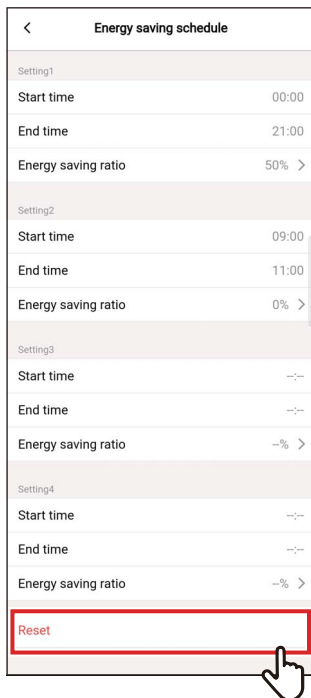 Energy saving schedule
Setting1
Start time 00:00
End time 21:00
Energy saving ratio 50%
Setting2
Start time 09:00
End time 11:00
Energy saving ratio 0%
Setting3
Start time --:--
End time --:--
Energy saving ratio --%
Setting4
Start time --:--
End time --:--
Energy saving ratio --%
Reset